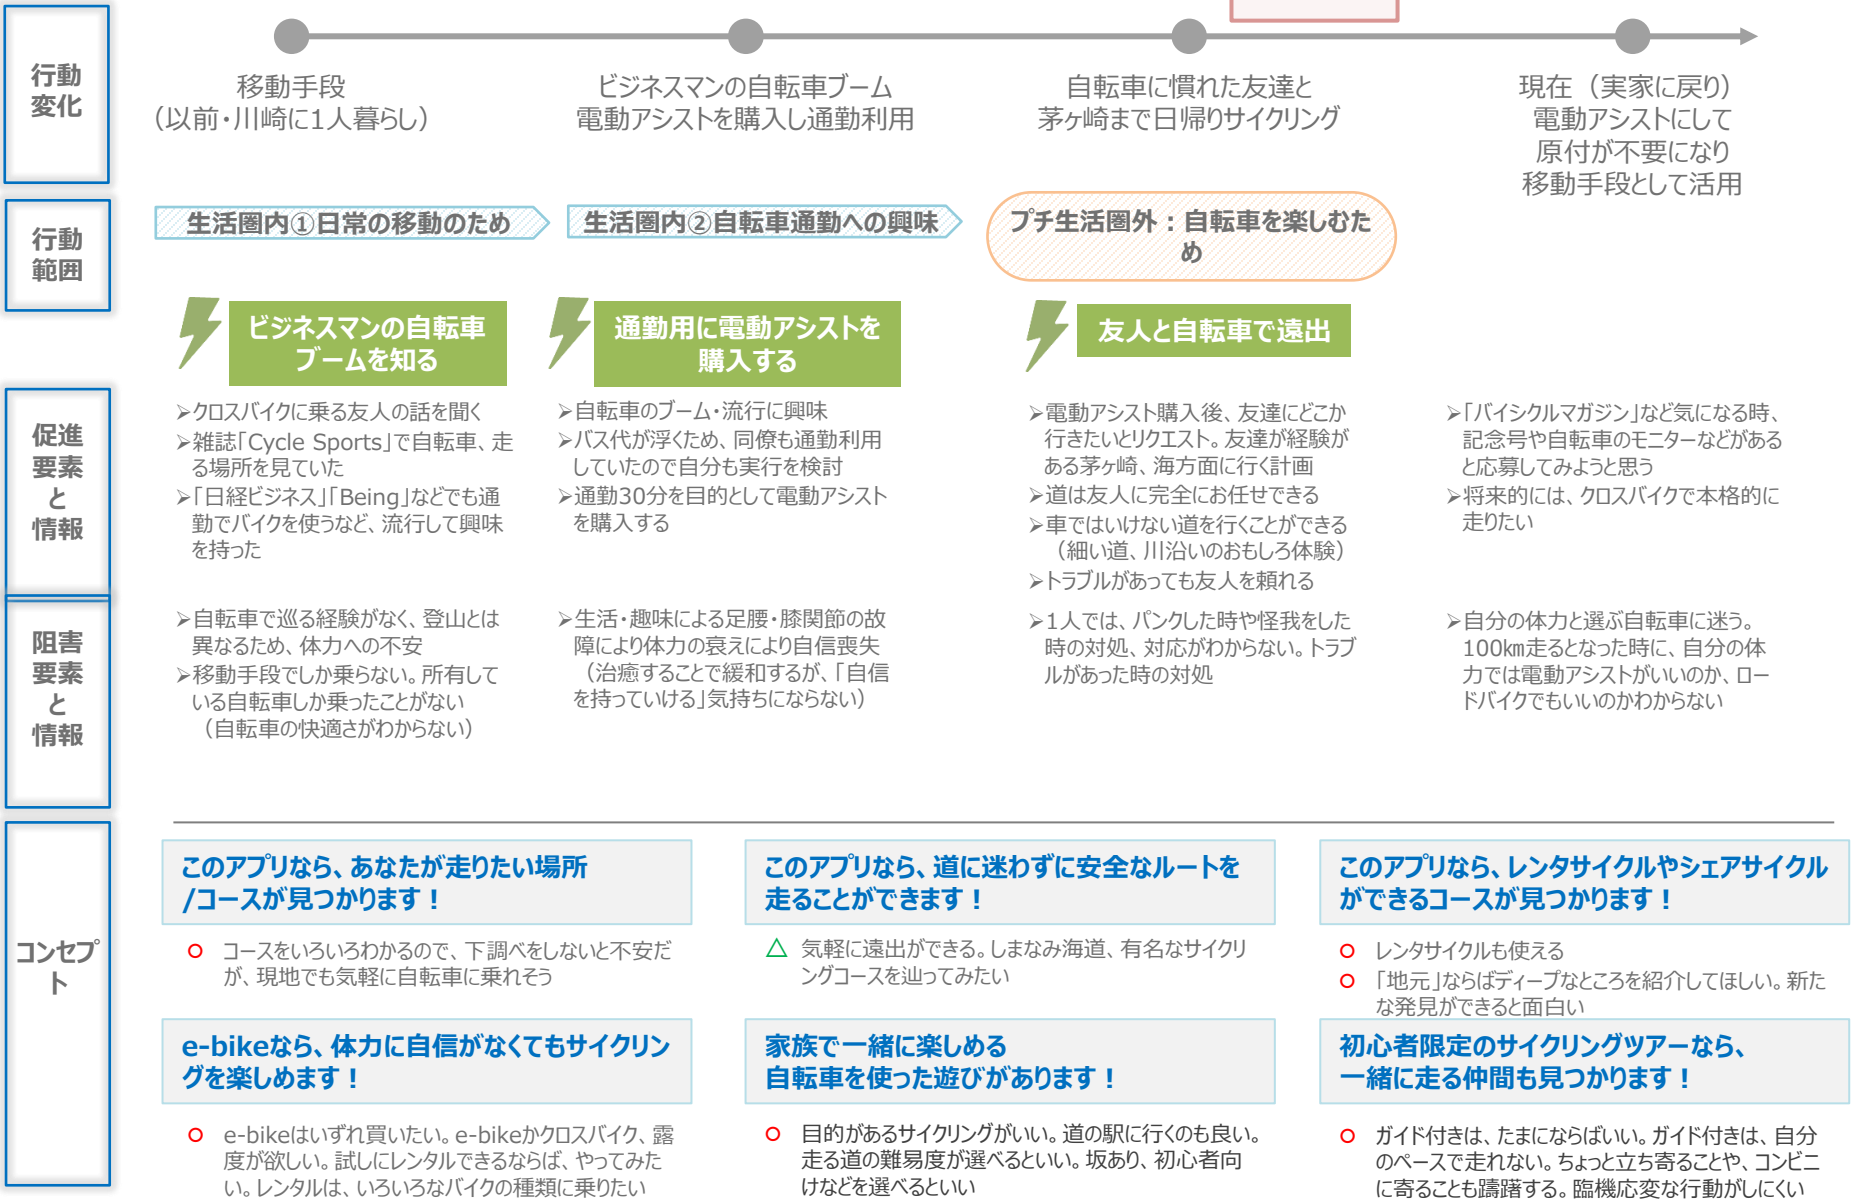 行動
変化
移動手段
（以前・川崎に1人暮らし）
ビジネスマンの自転車ブーム
電動アシストを購入し通勤利用
自転車に慣れた友達と
茅ヶ崎まで日帰りサイクリング
現在（実家に戻り）
電動アシストにして
原付が不要になり
移動手段として活用
行動
範囲
生活圏内①日常の移動のため
生活圏内②自転車通勤への興味
プチ生活圏外：自転車を楽しむた
め
ビジネスマンの自転車
ブームを知る
通勤用に電動アシストを
購入する
友人と自転車で遠出
促進
要素
と
情報
➢クロスバイクに乗る友人の話を聞く
➢雑誌「Cycle Sports」で自転車、走
る場所を見ていた
➢「日経ビジネス」「Being」などでも通
勤でバイクを使うなど、流行して興味
を持った
➢自転車のブーム・流行に興味
➢バス代が浮くため、同僚も通勤利用
していたので自分も実行を検討
➢通勤30分を目的として電動アシスト
を購入する
➢電動アシスト購入後、友達にどこか
行きたいとリクエスト。友達が経験が
ある茅ヶ崎、海方面に行く計画
➢道は友人に完全にお任せできる
➢車ではいけない道を行くことができる
（細い道、川沿いのおもしろ体験）
➢トラブルがあっても友人を頼れる
➢「バイシクルマガジン」など気になる時、
記念号や自転車のモニターなどがある
と応募してみようと思う
➢将来的には、クロスバイクで本格的に
走りたい
阻害
要素
と
情報
➢自転車で巡る経験がなく、登山とは
異なるため、体力への不安
➢移動手段でしか乗らない。所有して
いる自転車しか乗ったことがない
（自転車の快適さがわからない）
➢生活・趣味による足腰・膝関節の故
障により体力の衰えにより自信喪失
（治癒することで緩和するが、「自信
を持っていける」気持ちにならない）
➢1人では、パンクした時や怪我をした
時の対処、対応がわからない。トラブ
ルがあった時の対処
➢自分の体力と選ぶ自転車に迷う。
100㎞走るとなった時に、自分の体
力では電動アシストがいいのか、ロー
ドバイクでもいいのかわからない
コンセプ
ト
このアプリなら、あなたが走りたい場所
/コースが見つかります！
コースをいろいろわかるので、下調べをしないと不安だ
が、現地でも気軽に自転車に乗れそう
このアプリなら、道に迷わずに安全なルートを
走ることができます！
△ 気軽に遠出ができる。しまなみ海道、有名なサイクリ
ングコースを辿ってみたい
このアプリなら、レンタサイクルやシェアサイクル
ができるコースが見つかります！
レンタサイクルも使える
「地元」ならばディープなところを紹介してほしい。新た
な発見ができると面白い
e-bikeなら、体力に自信がなくてもサイクリン
グを楽しめます！
e-bikeはいずれ買いたい。e-bikeかクロスバイク、露
度が欲しい。試しにレンタルできるならば、やってみた
い。レンタルは、いろいろなバイクの種類に乗りたい
家族で一緒に楽しめる
自転車を使った遊びがあります！
目的があるサイクリングがいい。道の駅に行くのも良い。
走る道の難易度が選べるといい。坂あり、初心者向
けなどを選べるといい
初心者限定のサイクリングツアーなら、
一緒に走る仲間も見つかります！
ガイド付きは、たまにならばいい。ガイド付きは、自分
のペースで走れない。ちょっと立ち寄ることや、コンビニ
に寄ることも躊躇する。臨機応変な行動がしにくい